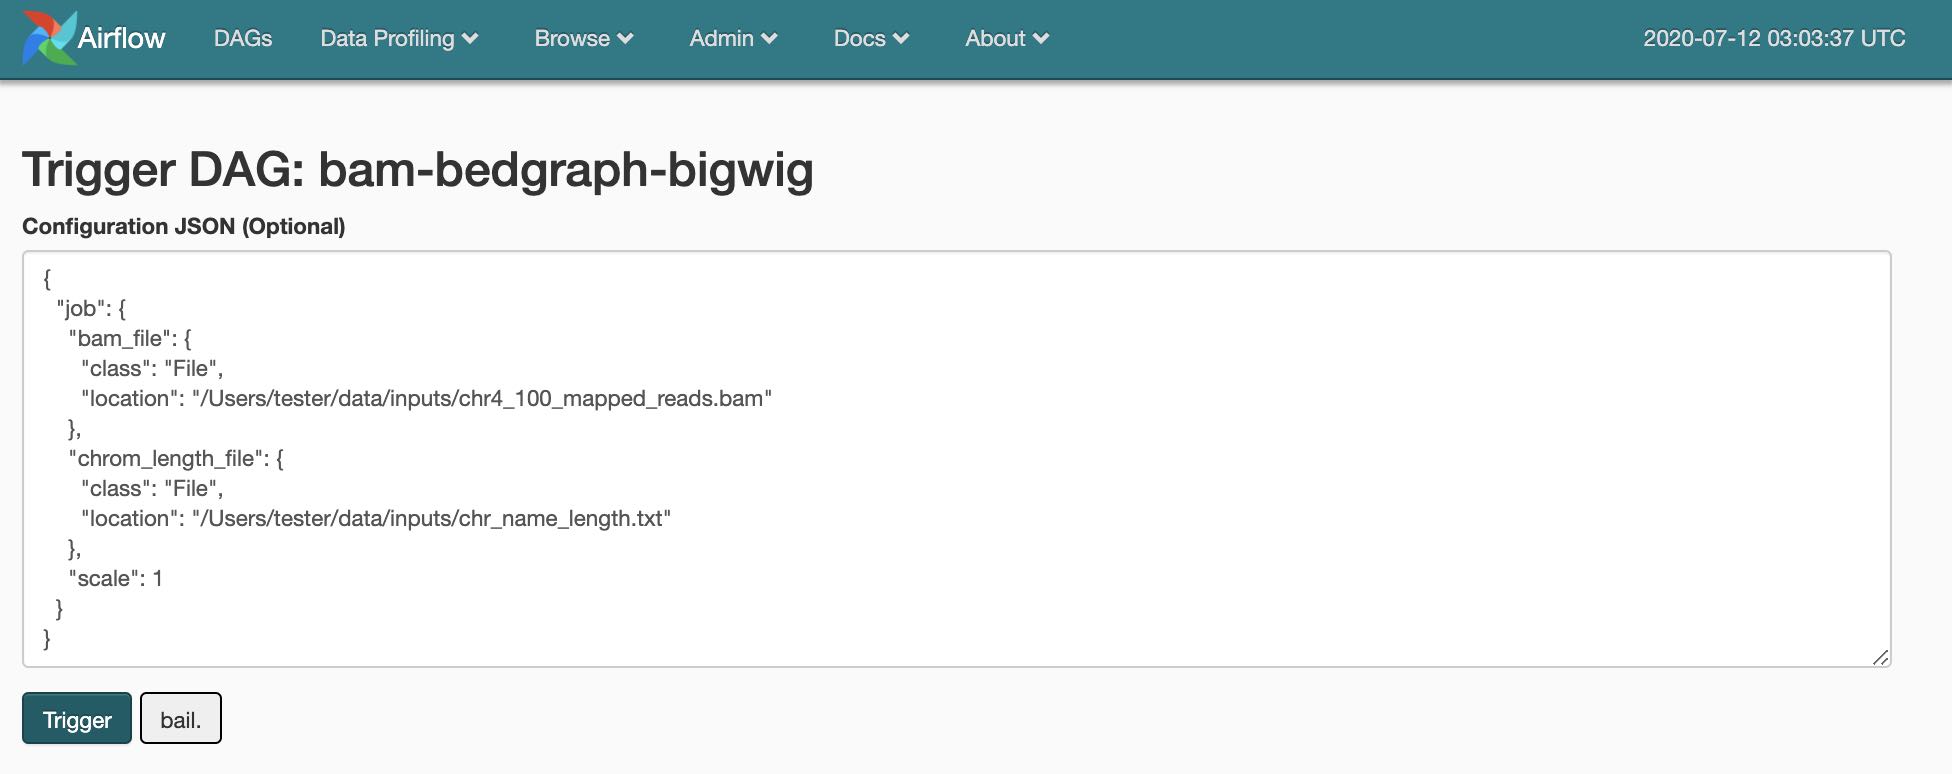 Airflow DAGs Data Profiling Browse Admin Docs About 2020-07-12 03:03:37 UTC
Trigger DAG: bam-bedgraph-bigwig
Configuration JSON (Optional)
{
"job": {
"bam_file": {
"class": "File",
"location": "/Users/tester/data/inputs/chr4_100_mapped_reads.bam"
},
"chrom_length_file": {
"class": "File",
"location": "/Users/tester/data/inputs/chr_name_length.txt"
},
"scale": 1
}
}
Trigger bail.